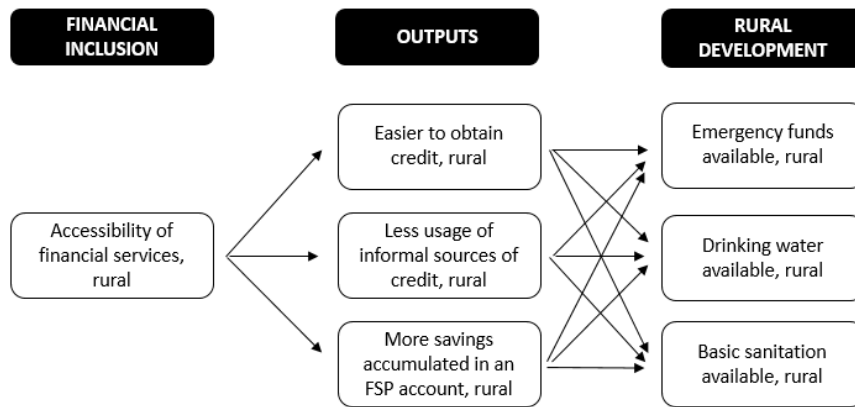 FINANCIAL
INCLUSION
OUTPUTS
RURAL
DEVELOPMENT
Accessibility of
financial services,
rural
Easier to obtain
credit, rural
Less usage of
informal sources of
credit, rural
More savings
accumulated in an
FSP account, rural
Emergency funds
available, rural
Drinking water
available, rural
Basic sanitation
available, rural